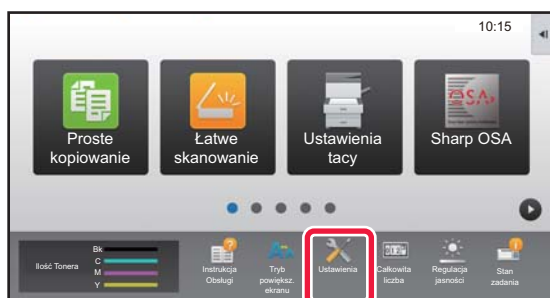 10:15
Proste
kopiowanie
Łatwe
skanowanie
Ustawienia
tacy
Sharp OSA
Ilość Tonera
Bk
C
M
Y
Instrukcja
Obsługi
Tryb
powiększ.
ekranu
Ustawienia
Całkowita
liczba
Regulacja
jasności
Stan
zadania